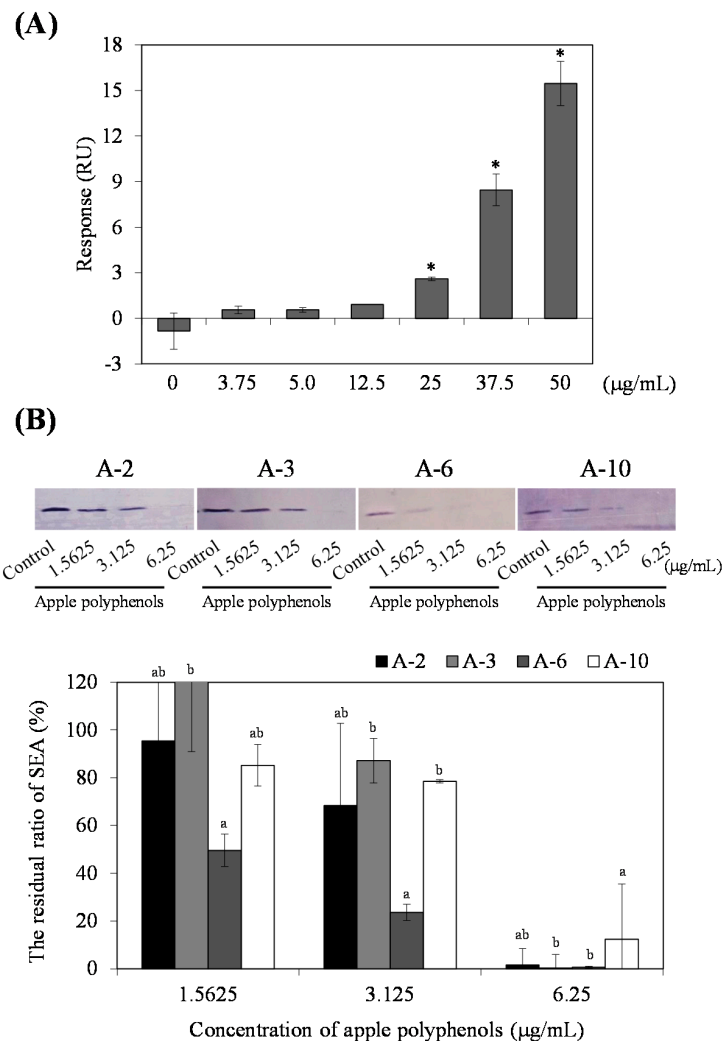 (A)
18
15
12
9
6
3
0
-3
Response (RU)
*
*
*
0 3.75 5.0 12.5 25 37.5 50 (μg/mL)
(B)
A-2 A-3 A-6 A-10
Control 1.5625 3.125 6.25 Control 1.5625 3.125 6.25 Control 1.5625 3.125 6.25 Control 1.5625 3.125 6.25 (μg/mL)
Apple polyphenols Apple polyphenols Apple polyphenols Apple polyphenols
A-2 A-3 A-6 A-10
120
100
80
60
40
20
0
The residual ratio of SEA (%)
ab b a ab
ab b a b
ab b b a
1.5625 3.125 6.25
Concentration of apple polyphenols (μg/mL)